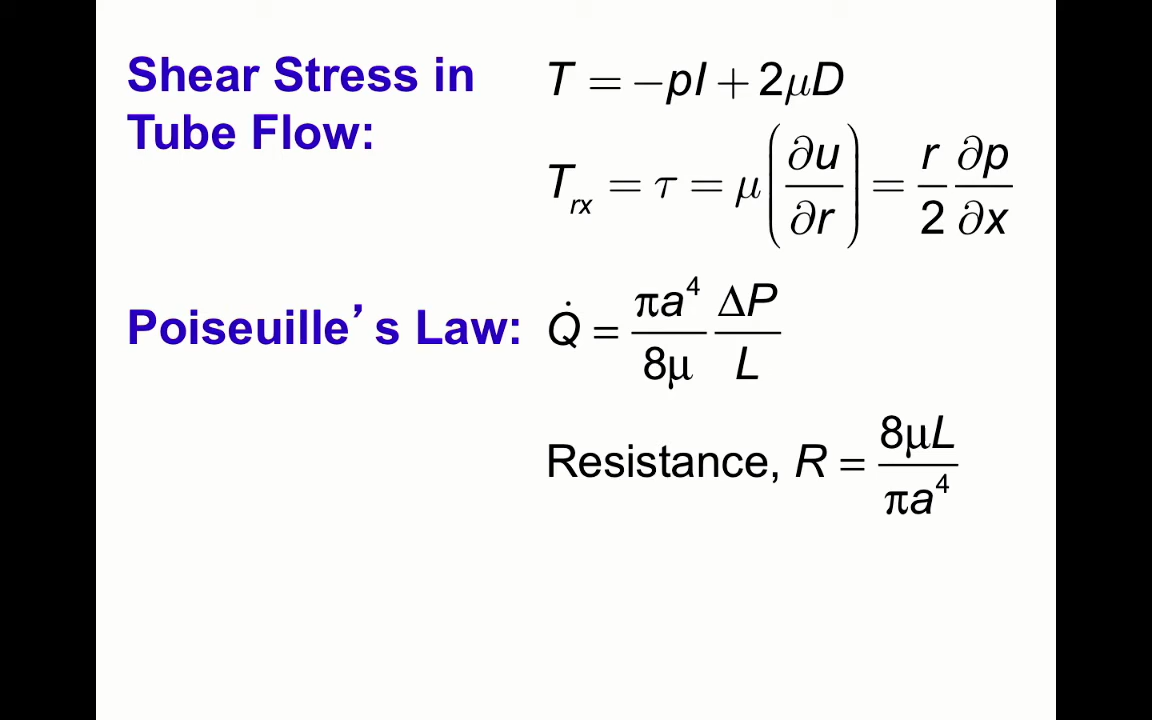 Shear Stress in
Tube Flow:
T = −pI + 2μD
T_rx = τ = μ(∂u/∂r) = r/2 ∂p/∂x
Poiseuille’s Law: Q̇ = πa⁴/8μ ΔP/L
Resistance, R = 8μL/πa⁴